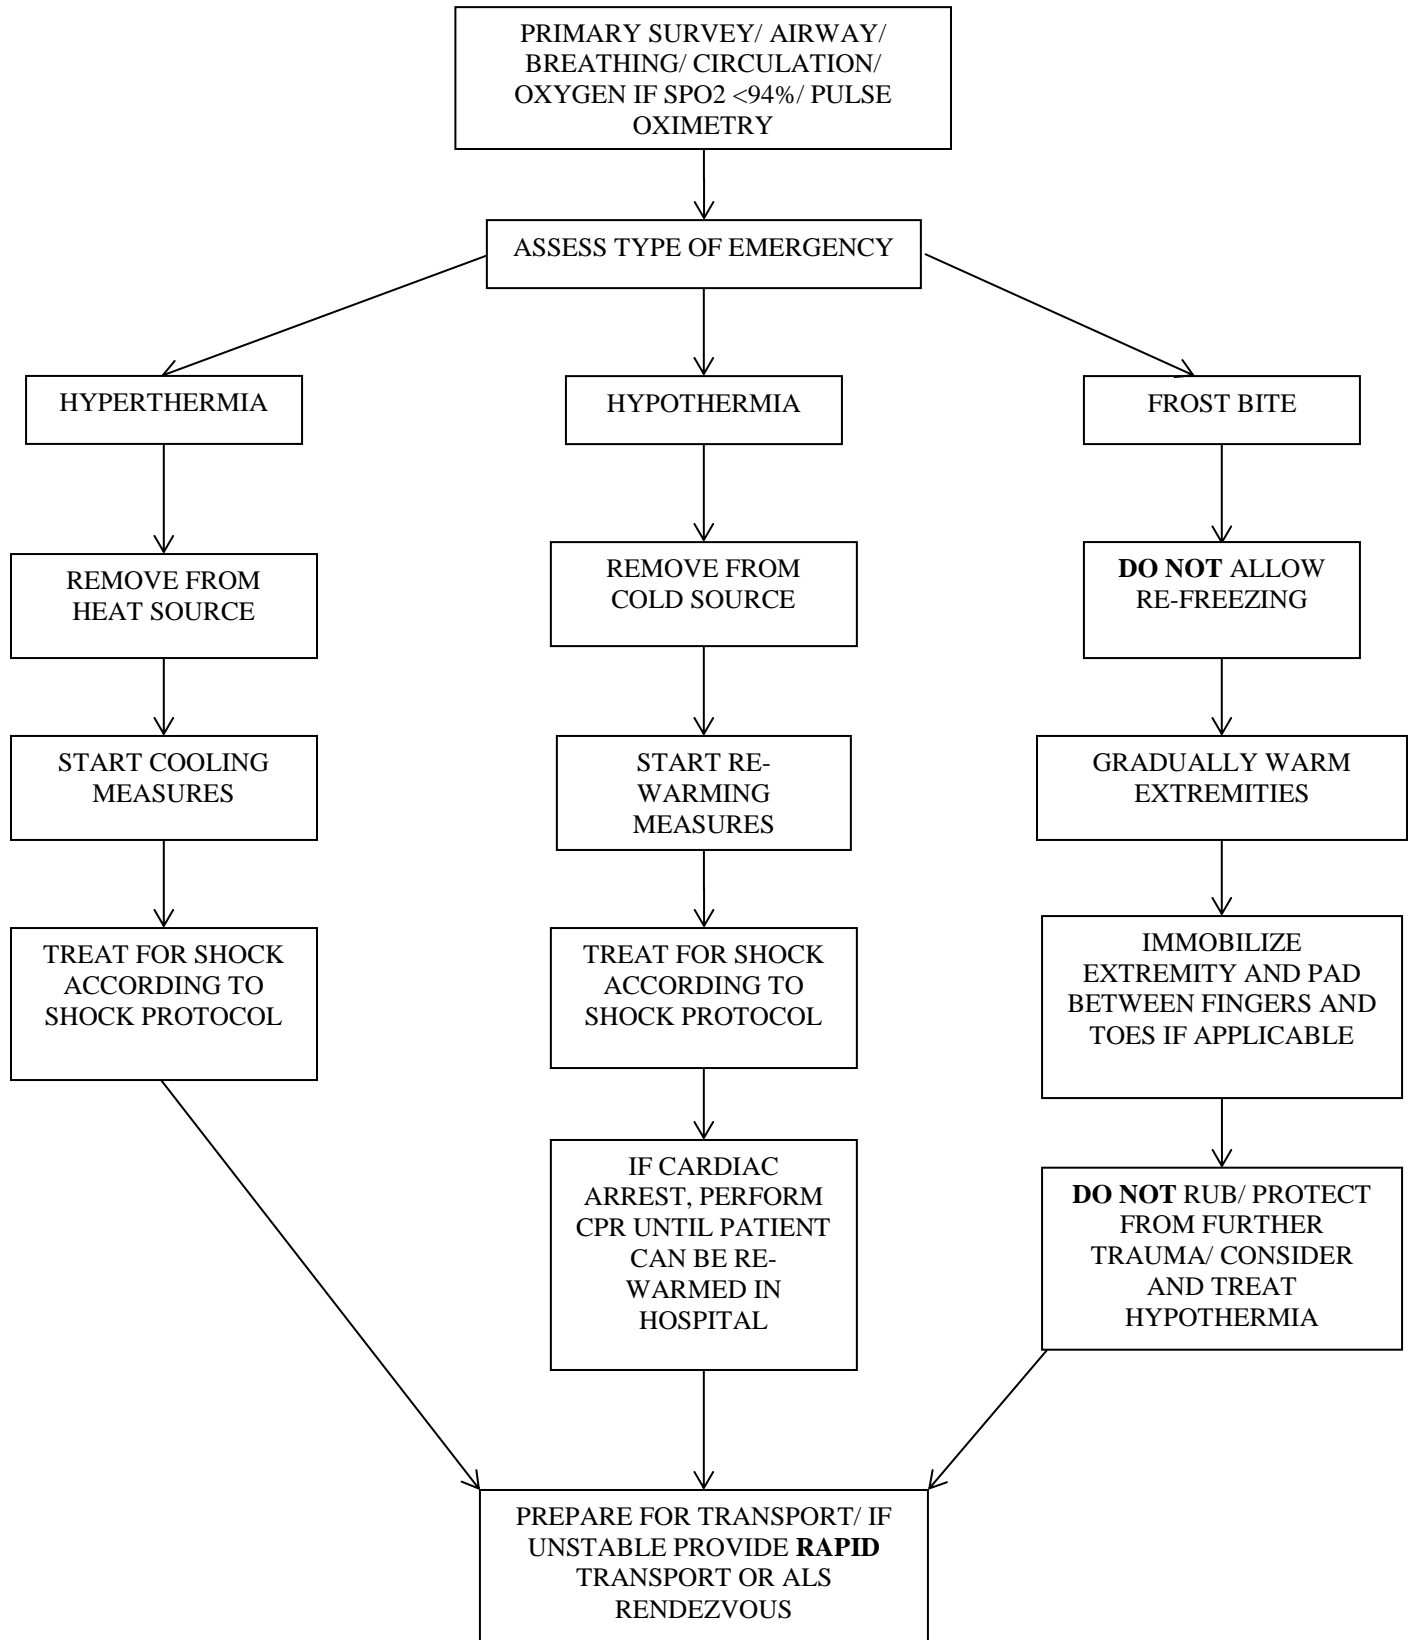 PRIMARY SURVEY/ AIRWAY/
BREATHING/ CIRCULATION/
OXYGEN IF SPO2 <94%/ PULSE
OXIMETRY
ASSESS TYPE OF EMERGENCY
HYPERTHERMIA
HYPOTHERMIA
FROST BITE
REMOVE FROM
HEAT SOURCE
REMOVE FROM
COLD SOURCE
DO NOT ALLOW
RE-FREEZING
START COOLING
MEASURES
START RE-
WARMING
MEASURES
GRADUALLY WARM
EXTREMITIES
TREAT FOR SHOCK
ACCORDING TO
SHOCK PROTOCOL
TREAT FOR SHOCK
ACCORDING TO
SHOCK PROTOCOL
IMMOBILIZE
EXTREMITY AND PAD
BETWEEN FINGERS AND
TOES IF APPLICABLE
IF CARDIAC
ARREST, PERFORM
CPR UNTIL PATIENT
CAN BE RE-
WARMED IN
HOSPITAL
DO NOT RUB/ PROTECT
FROM FURTHER
TRAUMA/ CONSIDER
AND TREAT
HYPOTHERMIA
PREPARE FOR TRANSPORT/ IF
UNSTABLE PROVIDE RAPID
TRANSPORT OR ALS
RENDEZVOUS